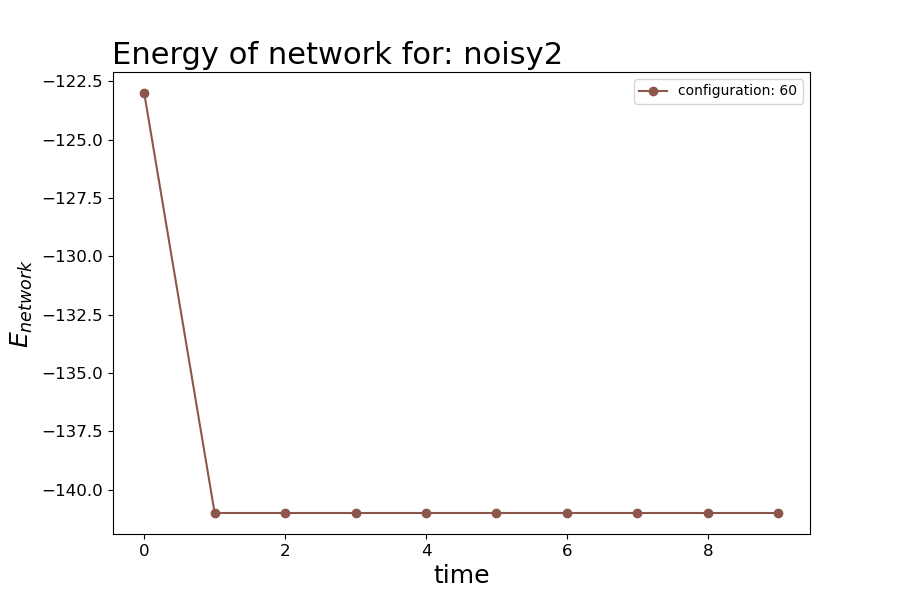 Energy of network for: noisy2
configuration: 60
−122.5
−125.0
−127.5
−130.0
−132.5
−135.0
−137.5
−140.0
E_network
0 2 4 6 8
time